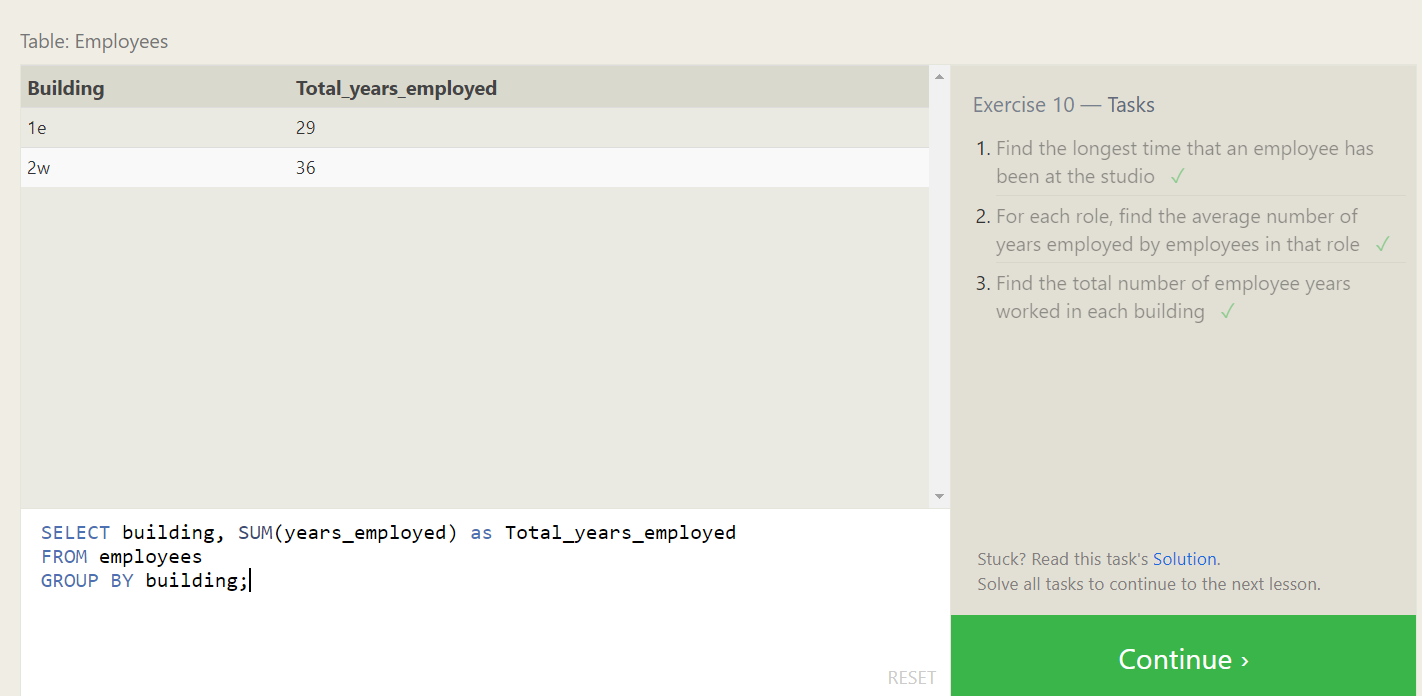 Table: Employees
Building Total_years_employed
1e 29
2w 36
SELECT building, SUM(years_employed) as Total_years_employed
FROM employees
GROUP BY building;
RESET
Exercise 10 — Tasks
1. Find the longest time that an employee has
been at the studio ✓
2. For each role, find the average number of
years employed by employees in that role ✓
3. Find the total number of employee years
worked in each building ✓
Stuck? Read this task's Solution.
Solve all tasks to continue to the next lesson.
Continue ›